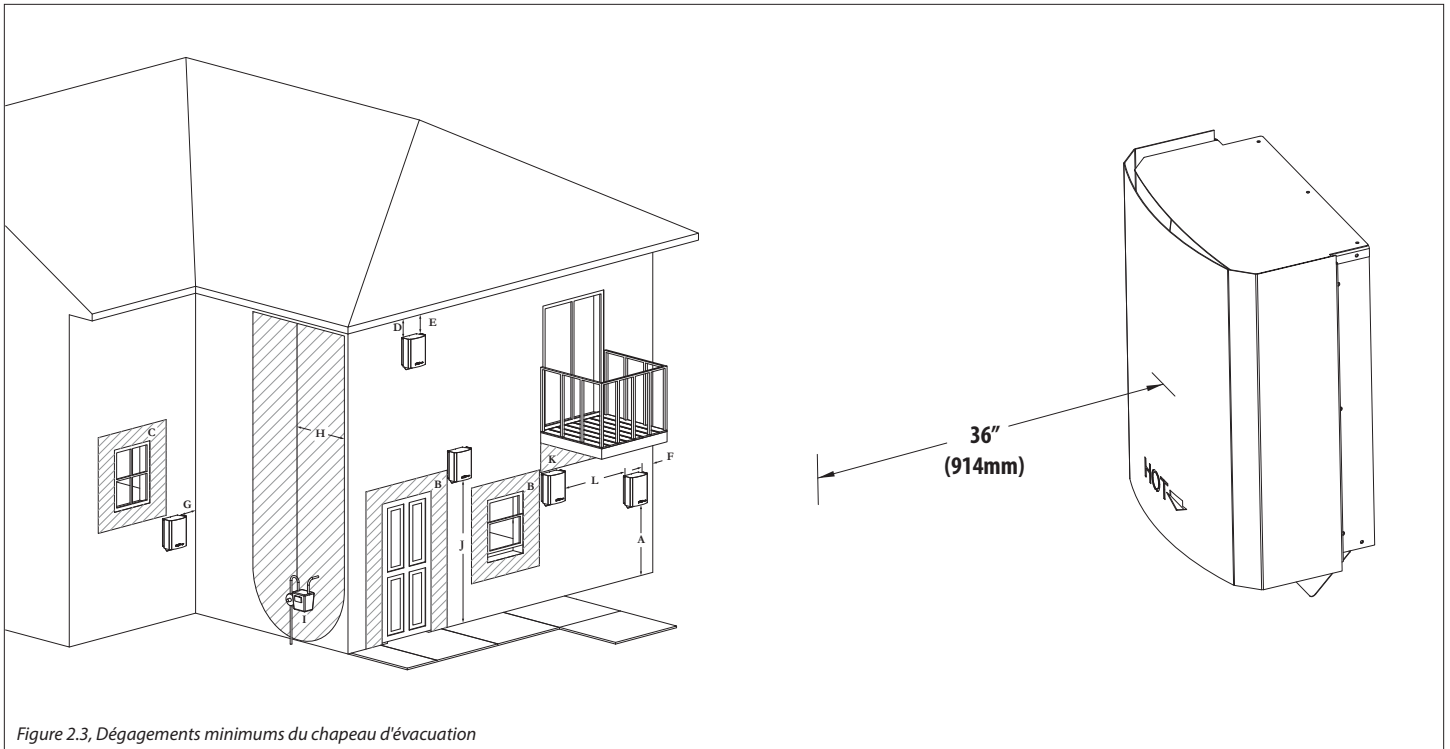 D
E
C
H
G
K
F
B
B
L
J
A
I
36"
(914mm)
HOT
Figure 2.3, Dégagements minimums du chapeau d'évacuation